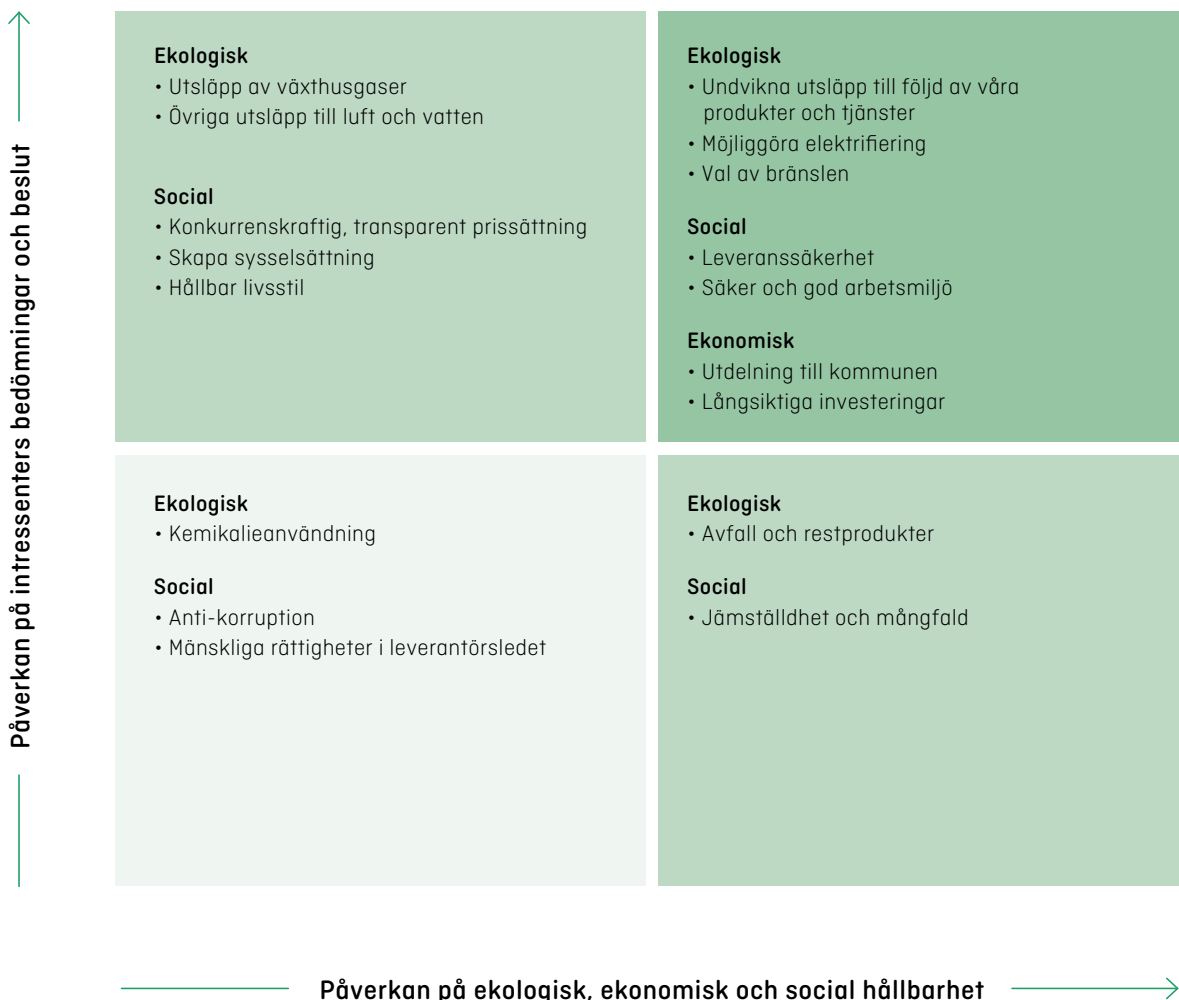 Påverkan på intressenters bedömningar och beslut
Ekologisk
• Utsläpp av växthusgaser
• Övriga utsläpp till luft och vatten
Social
• Konkurrenskraftig, transparent prissättning
• Skapa sysselsättning
• Hållbar livsstil
Ekologisk
• Undvikna utsläpp till följd av våra
produkter och tjänster
• Möjliggöra elektrifiering
• Val av bränslen
Social
• Leveranssäkerhet
• Säker och god arbetsmiljö
Ekonomisk
• Utdelning till kommunen
• Långsiktiga investeringar
Ekologisk
• Kemikalieanvändning
Social
• Anti-korruption
• Mänskliga rättigheter i leverantörsledet
Ekologisk
• Avfall och restprodukter
Social
• Jämställdhet och mångfald
Påverkan på ekologisk, ekonomisk och social hållbarhet